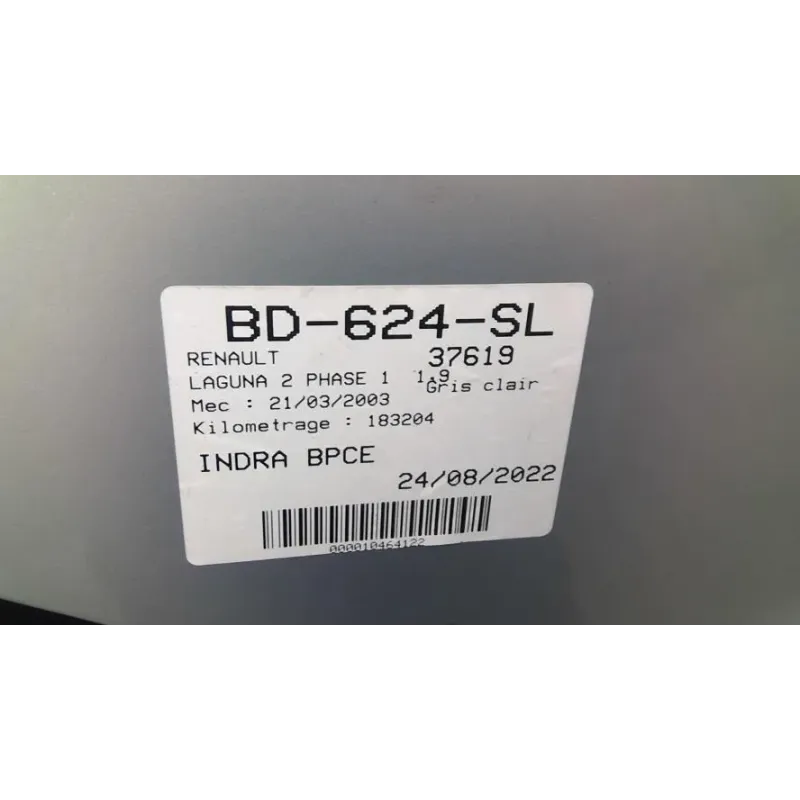 BD-624-SL
RENAULT 37619
LAGUNA 2 PHASE 1 1.9
Gris clair
Mec : 21/03/2003
Kilometrage : 183204
INDRA BPCE
24/08/2022
000010464122